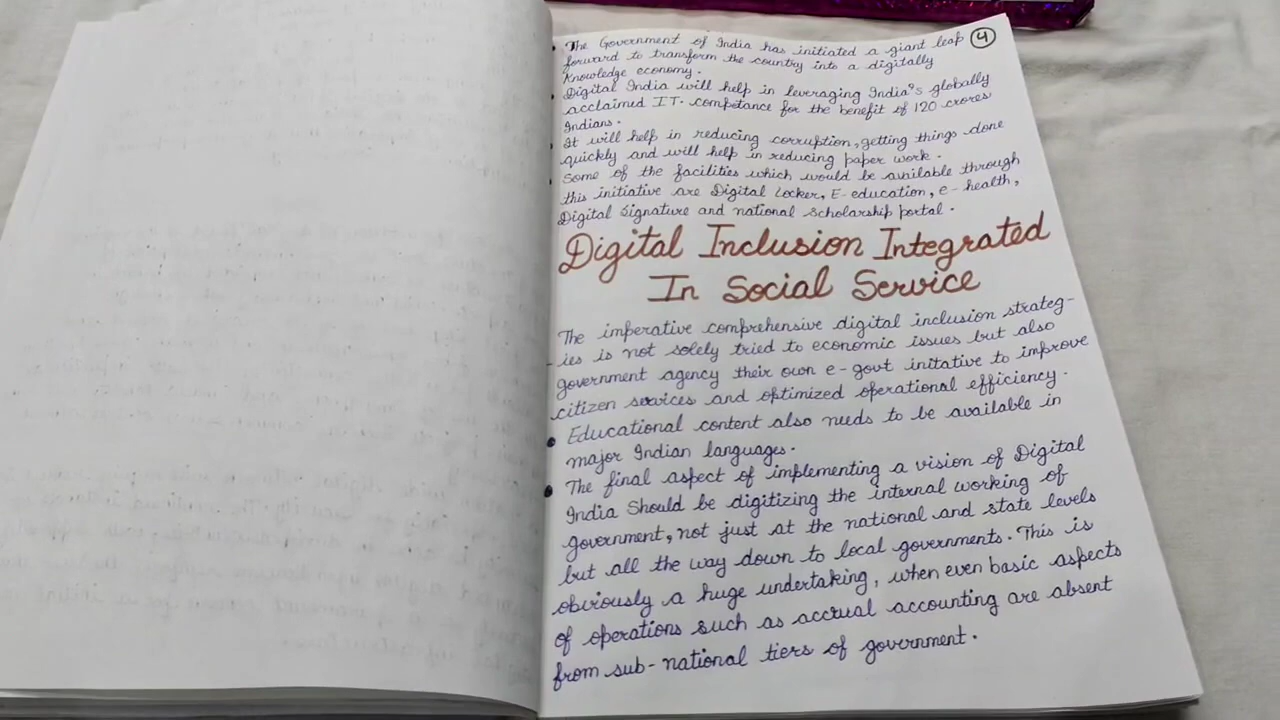 The Government of India has initiated a giant leap
4
forward to transform the country into a digitally
Knowledge economy.
Digital India will help in leveraging India's globally
acclaimed I.T. competance for the benefit of 120 crores
Indians.
It will help in reducing corruption, getting things done
quickly and will help in reducing paper work.
Some of the facilities which would be available through
this initiative are Digital Locker, E-education, e-health,
Digital Signature and national Scholarship portal.
Digital Inclusion Integrated
In Social Service
The imperative comprehensive digital inclusion strateg-
-ies is not solely tried to economic issues but also
government agency their own e-govt initative to improve
citizen services and optimized operational efficiency.
• Educational content also needs to be available in
major Indian languages.
• The final aspect of implementing a vision of Digital
India Should be digitizing the internal working of
government, not just at the national and state levels
but all the way down to local governments. This is
obviously a huge undertaking, when even basic aspects
of operations such as accrual accounting are absent
from sub-national tiers of government.